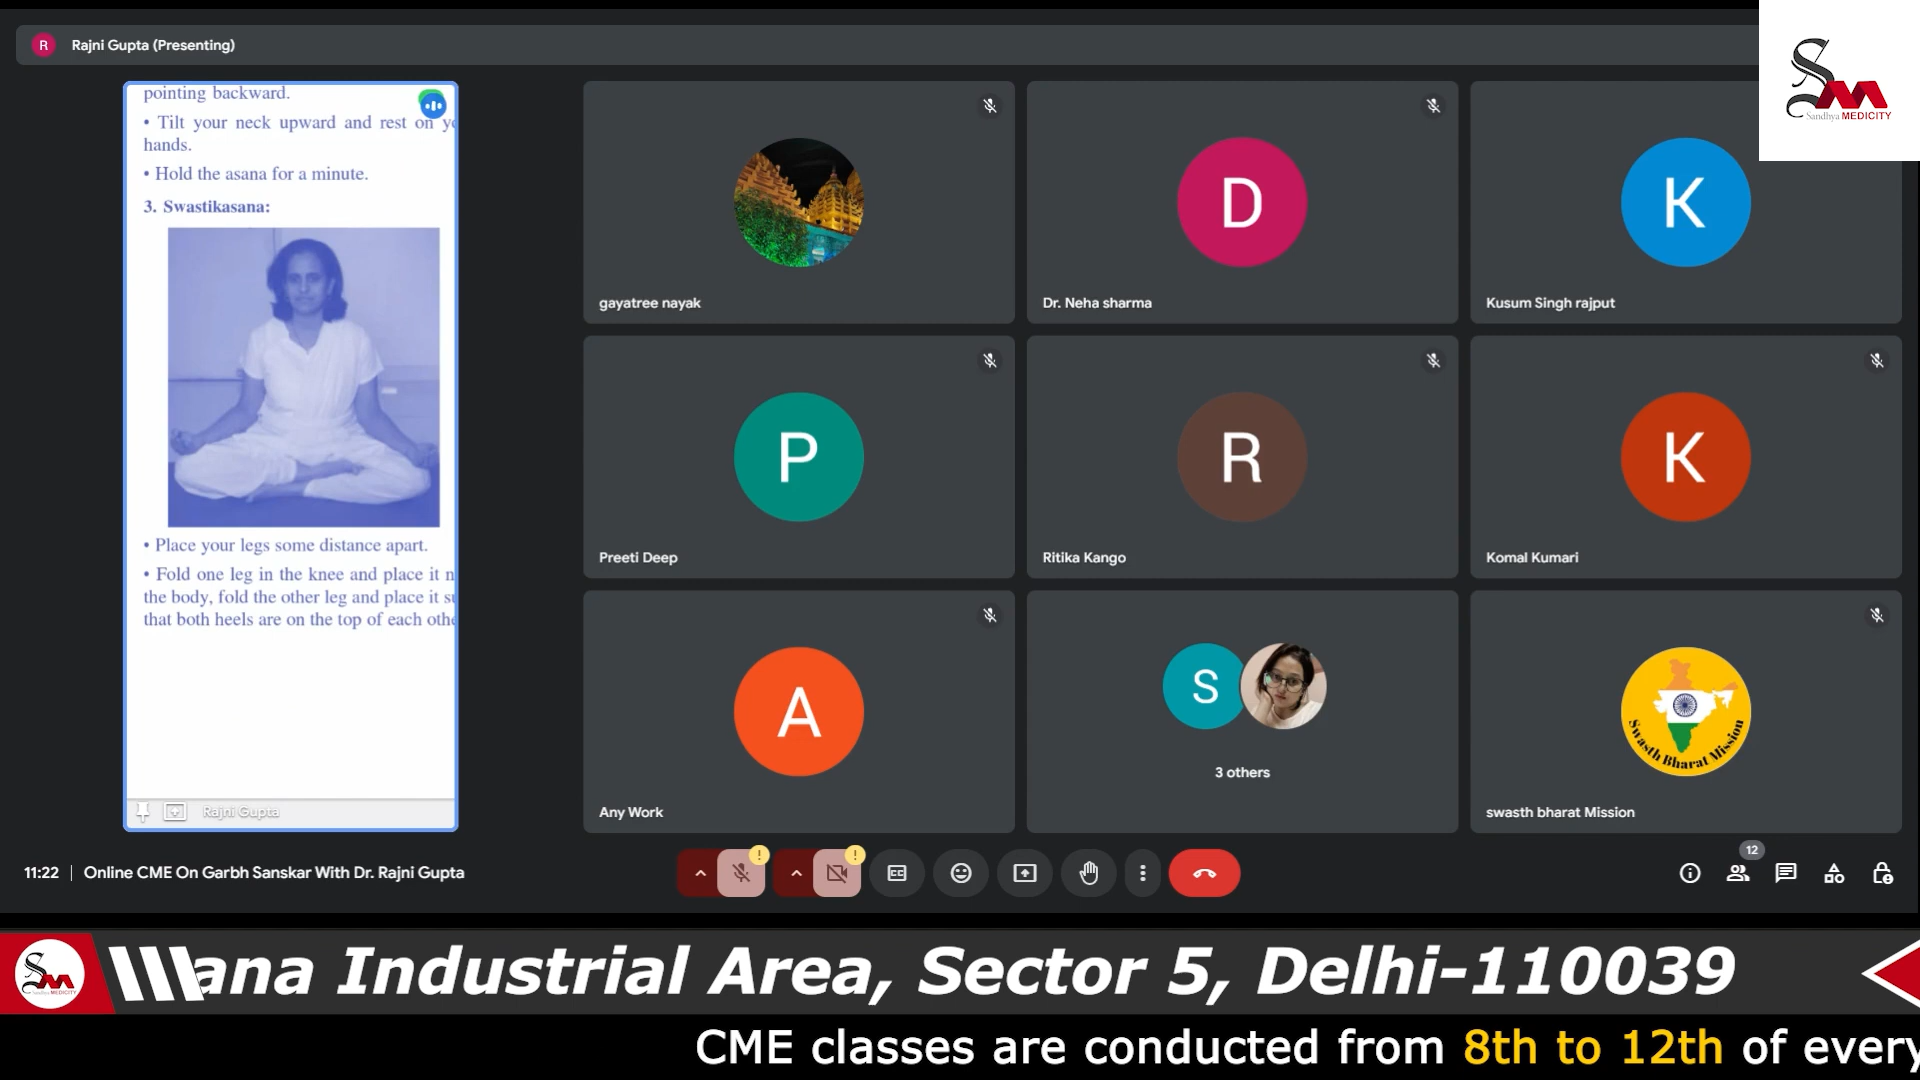 R Rajni Gupta (Presenting)
SM
Sandhya MEDICITY
pointing backward.
• Tilt your neck upward and rest on
hands.
• Hold the asana for a minute.
3. Swastikasana:
• Place your legs some distance apart.
• Fold one leg in the knee and place it
the body, fold the other leg and place it
that both heels are on the top of each
Rajni Gupta
gayatree nayak
D
Dr. Neha sharma
K
Kusum Singh rajput
P
Preeti Deep
R
Ritika Kango
K
Komal Kumari
A
Any Work
S
3 others
Swasth Bharat Mission
swasth bharat Mission
11:22 | Online CME On Garbh Sanskar With Dr. Rajni Gupta
CC
12
SM
Sandhya MEDICITY
ana Industrial Area, Sector 5, Delhi-110039
CME classes are conducted from 8th to 12th of every